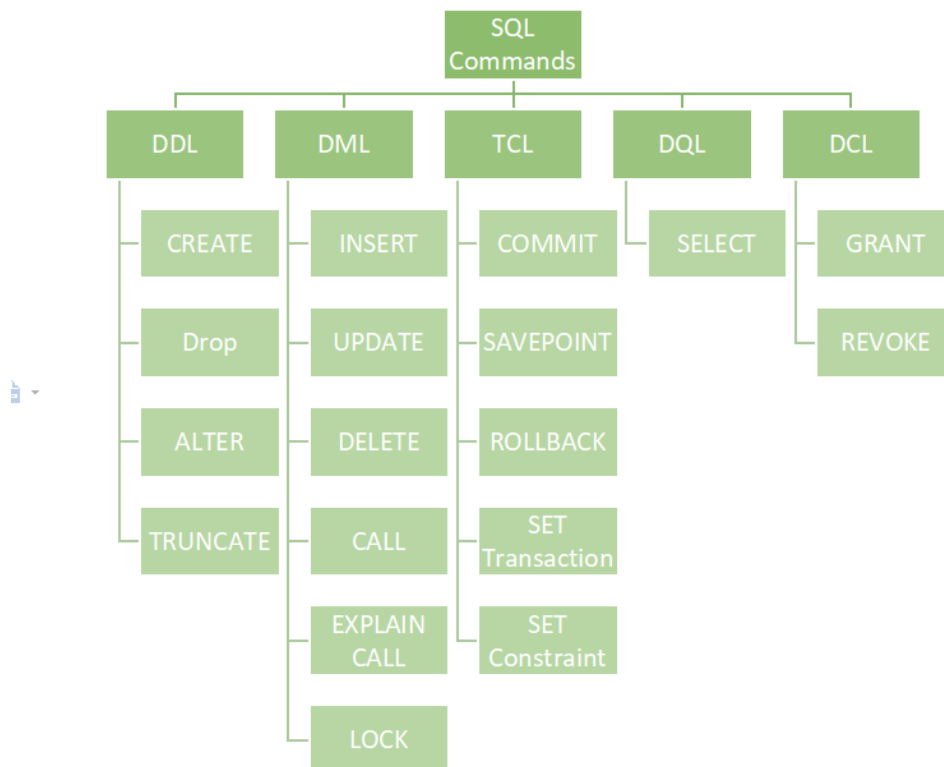 SQL
Commands
DDL
DML
TCL
DQL
DCL
CREATE
INSERT
COMMIT
SELECT
GRANT
Drop
UPDATE
SAVEPOINT
REVOKE
ALTER
DELETE
ROLLBACK
TRUNCATE
CALL
SET
Transaction
EXPLAIN
CALL
SET
Constraint
LOCK